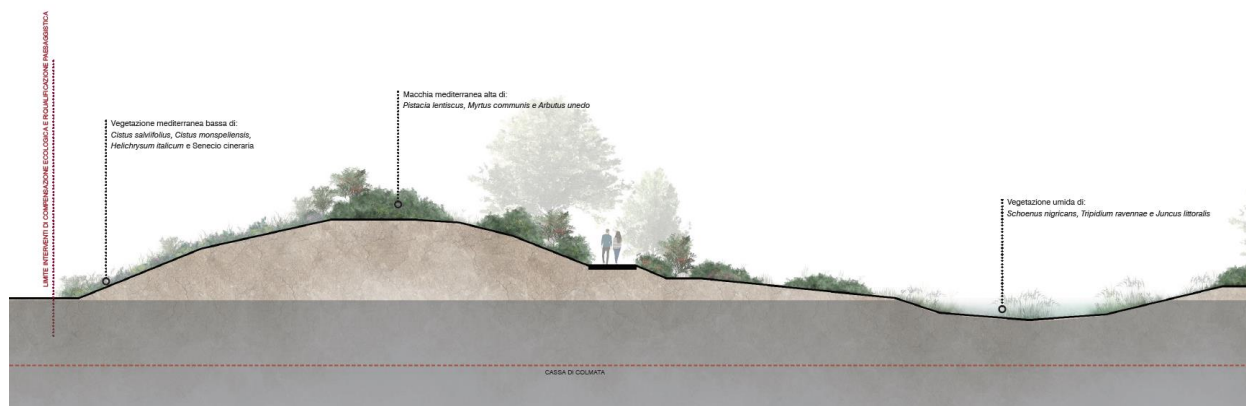 LIMITE INTERVENTI DI COMPENSAZIONE ECOLOGICA E RIQUALIFICAZIONE PAESAGGISTICA
Vegetazione mediterranea bassa di:
Cistus salviifolius, Cistus monspeliensis,
Helichrysum italicum e Senecio cineraria
Macchia mediterranea alta di:
Pistacia lentiscus, Myrtus communis e Arbutus unedo
Vegetazione umida di:
Schoenus nigricans, Tripidium ravennae e Juncus littoralis
CASSA DI COLMATA